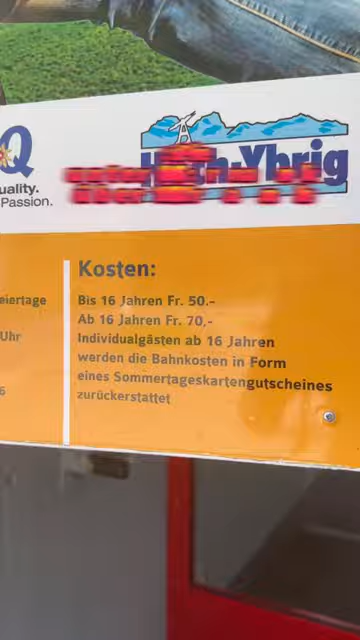 Q
uality.
Passion.
Hoch-Ybrig
Kosten:
eiertage
Bis 16 Jahren Fr. 50.-
Ab 16 Jahren Fr. 70,-
Uhr
Individualgästen ab 16 Jahren
werden die Bahnkosten in Form
eines Sommertageskartengutscheines
6
zurückerstattet